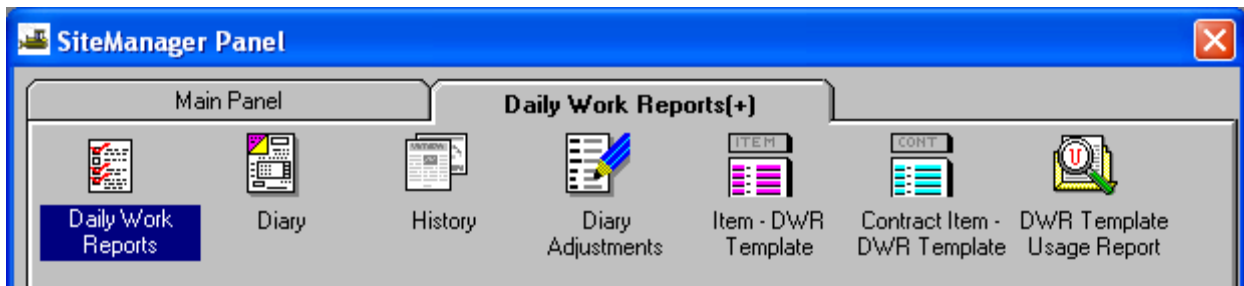 SiteManager Panel
Main Panel
Daily Work Reports(+)
ITEM
CONT
U
Daily Work
Reports
Diary
History
Diary
Adjustments
Item - DWR
Template
Contract Item -
DWR Template
DWR Template
Usage Report